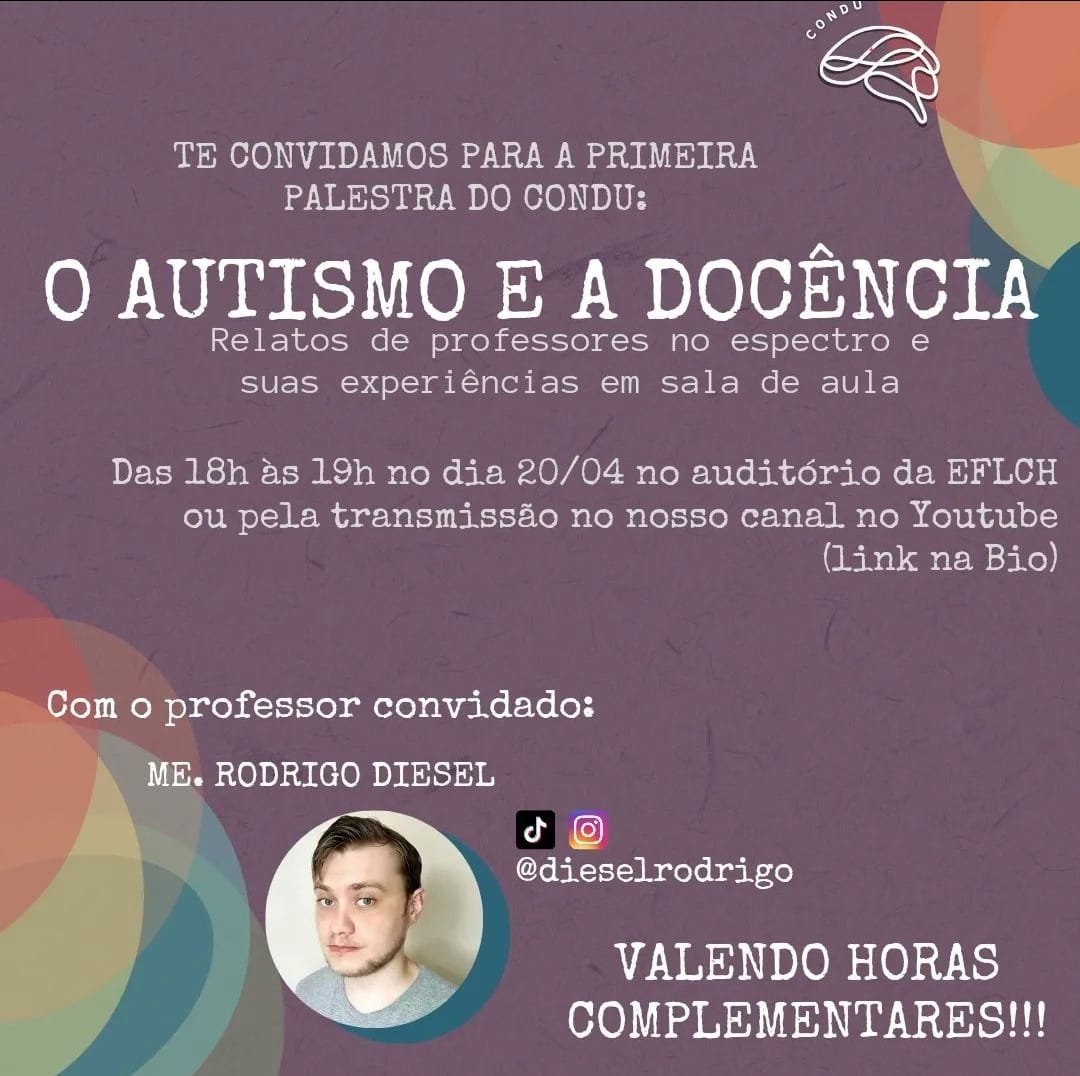 CONDU
TE CONVIDAMOS PARA A PRIMEIRA
PALESTRA DO CONDU:
O AUTISMO E A DOCÊNCIA
Relatos de professores no espectro e
suas experiências em sala de aula
Das 18h às 19h no dia 20/04 no auditório da EFLCH
ou pela transmissão no nosso canal no Youtube
(link na Bio)
Com o professor convidado:
ME. RODRIGO DIESEL
@dieselrodrigo
VALENDO HORAS
COMPLEMENTARES!!!